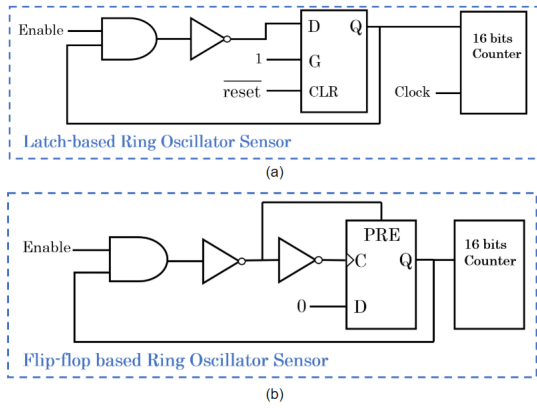 Enable
D Q
1 G
reset CLR
16 bits
Counter
Clock
Latch-based Ring Oscillator Sensor
(a)
PRE
Enable
C Q
0 D
16 bits
Counter
Flip-flop based Ring Oscillator Sensor
(b)